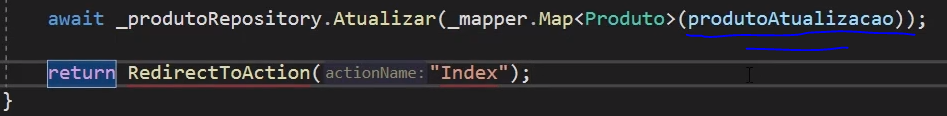 await _produtoRepository.Atualizar(_mapper.Map<Produto>(produtoAtualizacao));
return RedirectToAction(actionName:"Index");
}